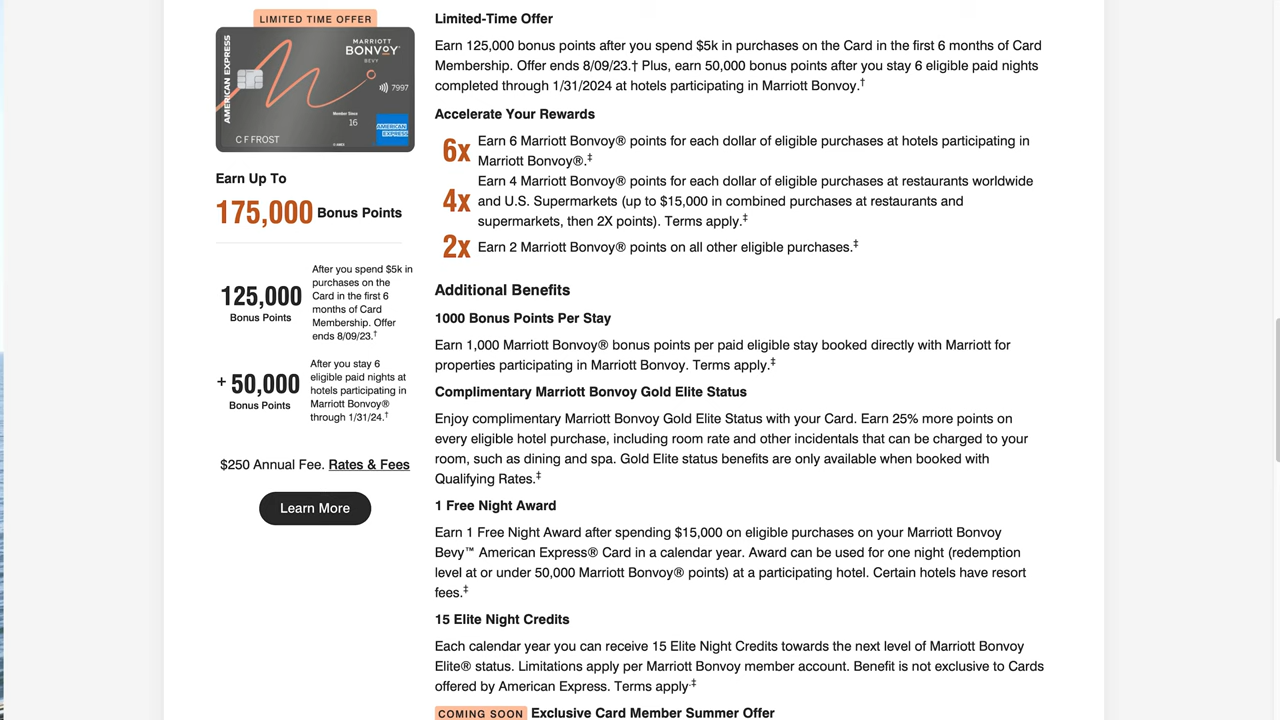 LIMITED TIME OFFER
AMERICAN EXPRESS
MARRIOTT
BONVOY
BEVY
7997
Member Since
16
AMERICAN
EXPRESS
C F FROST
Earn Up To
175,000 Bonus Points
125,000
Bonus Points
After you spend $5k in
purchases on the
Card in the first 6
months of Card
Membership. Offer
ends 8/09/23.†
+ 50,000
Bonus Points
After you stay 6
eligible paid nights at
hotels participating in
Marriott Bonvoy®
through 1/31/24.†
$250 Annual Fee. Rates & Fees
Learn More
Limited-Time Offer
Earn 125,000 bonus points after you spend $5k in purchases on the Card in the first 6 months of Card
Membership. Offer ends 8/09/23.† Plus, earn 50,000 bonus points after you stay 6 eligible paid nights
completed through 1/31/2024 at hotels participating in Marriott Bonvoy.†
Accelerate Your Rewards
6x
Earn 6 Marriott Bonvoy® points for each dollar of eligible purchases at hotels participating in
Marriott Bonvoy®.‡
4x
Earn 4 Marriott Bonvoy® points for each dollar of eligible purchases at restaurants worldwide
and U.S. Supermarkets (up to $15,000 in combined purchases at restaurants and
supermarkets, then 2X points). Terms apply.‡
2x
Earn 2 Marriott Bonvoy® points on all other eligible purchases.‡
Additional Benefits
1000 Bonus Points Per Stay
Earn 1,000 Marriott Bonvoy® bonus points per paid eligible stay booked directly with Marriott for
properties participating in Marriott Bonvoy. Terms apply.‡
Complimentary Marriott Bonvoy Gold Elite Status
Enjoy complimentary Marriott Bonvoy Gold Elite Status with your Card. Earn 25% more points on
every eligible hotel purchase, including room rate and other incidentals that can be charged to your
room, such as dining and spa. Gold Elite status benefits are only available when booked with
Qualifying Rates.‡
1 Free Night Award
Earn 1 Free Night Award after spending $15,000 on eligible purchases on your Marriott Bonvoy
Bevy™ American Express® Card in a calendar year. Award can be used for one night (redemption
level at or under 50,000 Marriott Bonvoy® points) at a participating hotel. Certain hotels have resort
fees.‡
15 Elite Night Credits
Each calendar year you can receive 15 Elite Night Credits towards the next level of Marriott Bonvoy
Elite® status. Limitations apply per Marriott Bonvoy member account. Benefit is not exclusive to Cards
offered by American Express. Terms apply‡
COMING SOON Exclusive Card Member Summer Offer